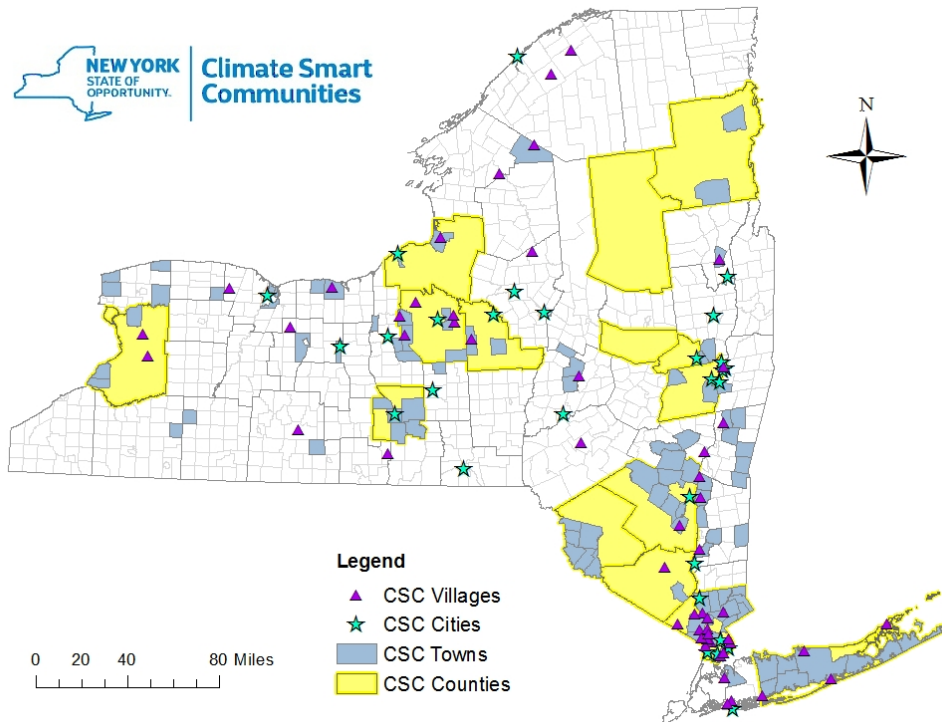 NEW YORK
STATE OF
OPPORTUNITY.
Climate Smart
Communities
N
Legend
CSC Villages
CSC Cities
CSC Towns
CSC Counties
0 20 40 80 Miles